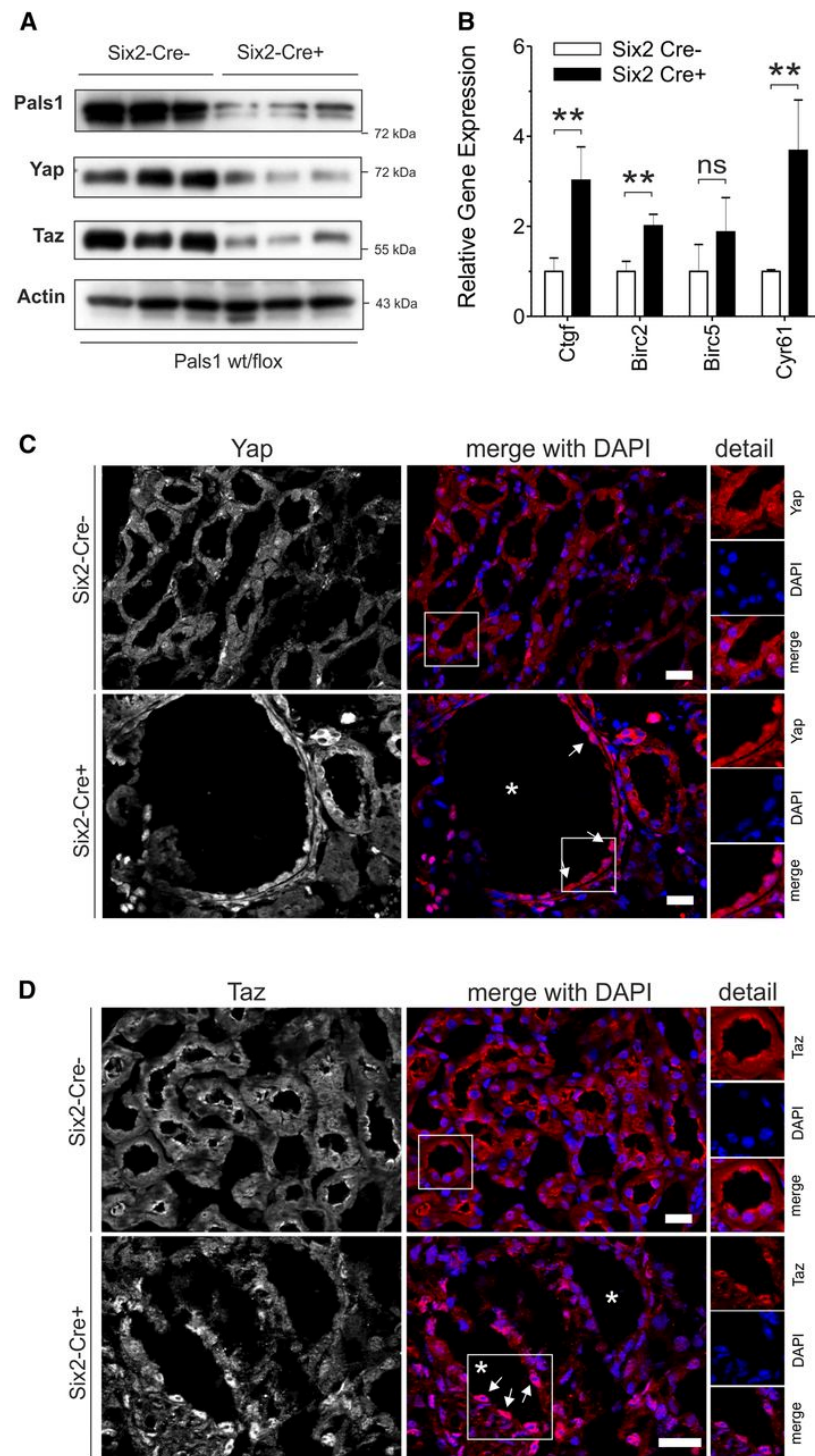 A
Six2-Cre- Six2-Cre+
Pals1
72 kDa
Yap
72 kDa
Taz
55 kDa
Actin
43 kDa
Pals1 wt/flox
B
Relative Gene Expression
6
4
2
0
Six2 Cre-
Six2 Cre+
**
**
ns
**
Ctgf
Birc2
Birc5
Cyr61
C
Yap merge with DAPI detail
Six2-Cre-
Yap
DAPI
merge
Six2-Cre+
*
Yap
DAPI
merge
D
Taz merge with DAPI detail
Six2-Cre-
Taz
DAPI
merge
Six2-Cre+
*
*
Taz
DAPI
merge